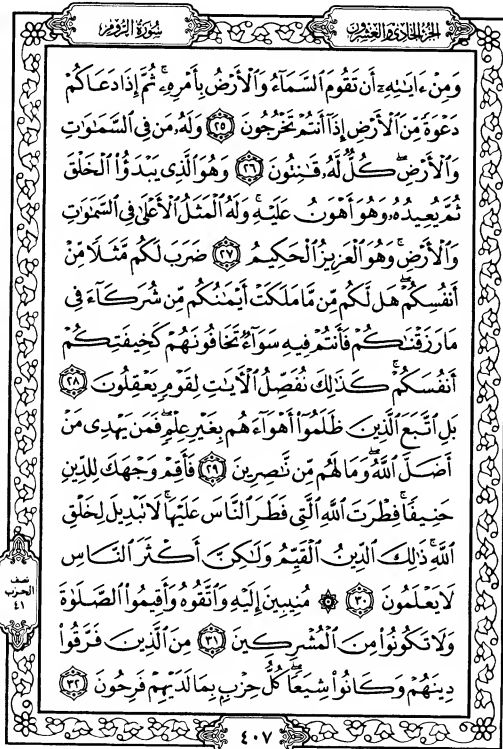 الجزء الحادي والعشرون
سورة الروم
وَمِنْ ءَايَٰتِهِۦٓ أَن تَقُومَ ٱلسَّمَآءُ وَٱلْأَرْضُ بِأَمْرِهِۦ ۚ ثُمَّ إِذَا دَعَاكُمْ
دَعْوَةً مِّنَ ٱلْأَرْضِ إِذَآ أَنتُمْ تَخْرُجُونَ ٢٥ وَلَهُۥ مَن فِى ٱلسَّمَٰوَٰتِ
وَٱلْأَرْضِ ۖ كُلٌّ لَّهُۥ قَٰنِتُونَ ٢٦ وَهُوَ ٱلَّذِى يَبْدَؤُا۟ ٱلْخَلْقَ
ثُمَّ يُعِيدُهُۥ وَهُوَ أَهْوَنُ عَلَيْهِ ۚ وَلَهُ ٱلْمَثَلُ ٱلْأَعْلَىٰ فِى ٱلسَّمَٰوَٰتِ
وَٱلْأَرْضِ ۚ وَهُوَ ٱلْعَزِيزُ ٱلْحَكِيمُ ٢٧ ضَرَبَ لَكُم مَّثَلًا مِّنْ
أَنفُسِكُمْ ۖ هَل لَّكُم مِّن مَّا مَلَكَتْ أَيْمَٰنُكُم مِّن شُرَكَآءَ فِى
مَا رَزَقْنَٰكُمْ فَأَنتُمْ فِيهِ سَوَآءٌ تَخَافُونَهُمْ كَخِيفَتِكُمْ
أَنفُسَكُمْ ۚ كَذَٰلِكَ نُفَصِّلُ ٱلْأَيَٰتِ لِقَوْمٍ يَعْقِلُونَ ٢٨
بَلِ ٱتَّبَعَ ٱلَّذِينَ ظَلَمُوٓا۟ أَهْوَآءَهُم بِغَيْرِ عِلْمٍ ۖ فَمَن يَهْدِى مَنْ
أَضَلَّ ٱللَّهُ ۖ وَمَا لَهُم مِّن نَّٰصِرِينَ ٢٩ فَأَقِمْ وَجْهَكَ لِلدِّينِ
حَنِيفًا ۚ فِطْرَتَ ٱللَّهِ ٱلَّتِى فَطَرَ ٱلنَّاسَ عَلَيْهَا ۚ لَا تَبْدِيلَ لِخَلْقِ
ٱللَّهِ ۚ ذَٰلِكَ ٱلدِّينُ ٱلْقَيِّمُ وَلَٰكِنَّ أَكْثَرَ ٱلنَّاسِ
لَا يَعْلَمُونَ ٣٠ ۞ مُنِيبِينَ إِلَيْهِ وَٱتَّقُوهُ وَأَقِيمُوا۟ ٱلصَّلَوٰةَ
وَلَا تَكُونُوا۟ مِنَ ٱلْمُشْرِكِينَ ٣١ مِنَ ٱلَّذِينَ فَرَّقُوا۟
دِينَهُمْ وَكَانُوا۟ شِيَعًا ۖ كُلُّ حِزْبٍۭ بِمَا لَدَيْهِمْ فَرِحُونَ ٣٢
نصف
الحزب
٤١
٤٠٧